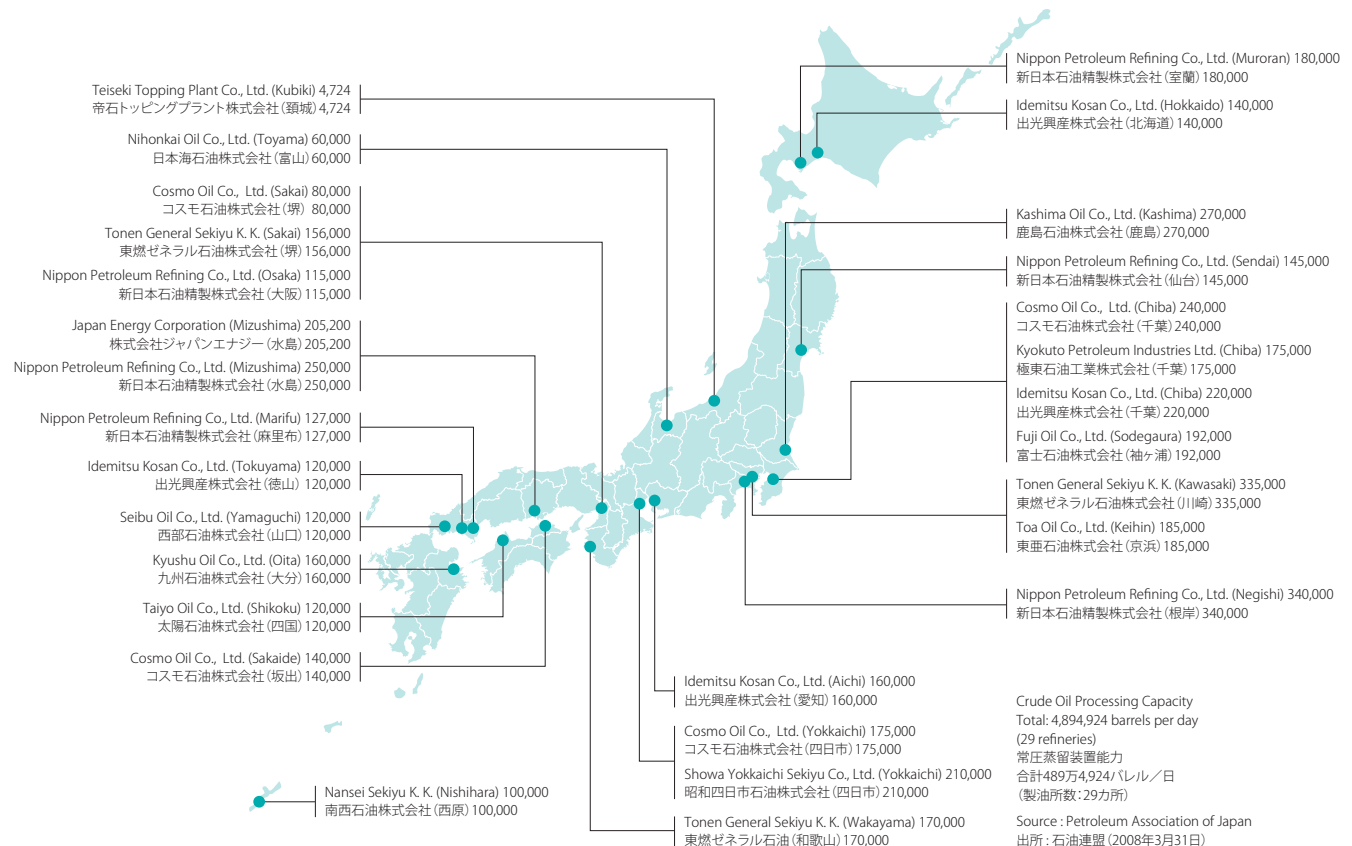 Teiseki Topping Plant Co., Ltd. (Kubiki) 4,724
帝石トッピングプラント株式会社（頚城）4,724
Nihonkai Oil Co., Ltd. (Toyama) 60,000
日本海石油株式会社（富山）60,000
Cosmo Oil Co., Ltd. (Sakai) 80,000
コスモ石油株式会社（堺） 80,000
Tonen General Sekiyu K. K. (Sakai) 156,000
東燃ゼネラル石油株式会社（堺）156,000
Nippon Petroleum Refining Co., Ltd. (Osaka) 115,000
新日本石油精製株式会社（大阪）115,000
Japan Energy Corporation (Mizushima) 205,200
株式会社ジャパンエナジー（水島）205,200
Nippon Petroleum Refining Co., Ltd. (Mizushima) 250,000
新日本石油精製株式会社（水島）250,000
Nippon Petroleum Refining Co., Ltd. (Marifu) 127,000
新日本石油精製株式会社（麻里布）127,000
Idemitsu Kosan Co., Ltd. (Tokuyama) 120,000
出光興産株式会社（徳山）120,000
Seibu Oil Co., Ltd. (Yamaguchi) 120,000
西部石油株式会社（山口）120,000
Kyushu Oil Co., Ltd. (Oita) 160,000
九州石油株式会社（大分）160,000
Taiyo Oil Co., Ltd. (Shikoku) 120,000
太陽石油株式会社（四国）120,000
Cosmo Oil Co., Ltd. (Sakaide) 140,000
コスモ石油株式会社（坂出）140,000
Nansei Sekiyu K. K. (Nishihara) 100,000
南西石油株式会社（西原）100,000
Nippon Petroleum Refining Co., Ltd. (Muroran) 180,000
新日本石油精製株式会社（室蘭）180,000
Idemitsu Kosan Co., Ltd. (Hokkaido) 140,000
出光興産株式会社（北海道）140,000
Kashima Oil Co., Ltd. (Kashima) 270,000
鹿島石油株式会社（鹿島）270,000
Nippon Petroleum Refining Co., Ltd. (Sendai) 145,000
新日本石油精製株式会社（仙台）145,000
Cosmo Oil Co., Ltd. (Chiba) 240,000
コスモ石油株式会社（千葉）240,000
Kyokuto Petroleum Industries Ltd. (Chiba) 175,000
極東石油工業株式会社（千葉）175,000
Idemitsu Kosan Co., Ltd. (Chiba) 220,000
出光興産株式会社（千葉）220,000
Fuji Oil Co., Ltd. (Sodegaura) 192,000
富士石油株式会社（袖ヶ浦）192,000
Tonen General Sekiyu K. K. (Kawasaki) 335,000
東燃ゼネラル石油株式会社（川崎）335,000
Toa Oil Co., Ltd. (Keihin) 185,000
東亜石油株式会社（京浜）185,000
Nippon Petroleum Refining Co., Ltd. (Negishi) 340,000
新日本石油精製株式会社（根岸）340,000
Idemitsu Kosan Co., Ltd. (Aichi) 160,000
出光興産株式会社（愛知）160,000
Cosmo Oil Co., Ltd. (Yokkaichi) 175,000
コスモ石油株式会社（四日市）175,000
Showa Yokkaichi Sekiyu Co., Ltd. (Yokkaichi) 210,000
昭和四日市石油株式会社（四日市）210,000
Tonen General Sekiyu K. K. (Wakayama) 170,000
東燃ゼネラル石油（和歌山）170,000
Crude Oil Processing Capacity
Total: 4,894,924 barrels per day
(29 refineries)
常圧蒸留装置能力
合計489万4,924バレル／日
（製油所数：29カ所）
Source : Petroleum Association of Japan
出所 : 石油連盟（2008年3月31日）